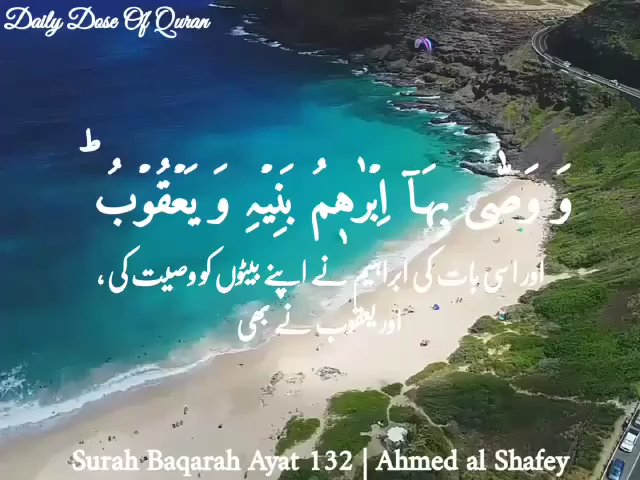 Daily Dose Of Quran
وَ وَصّٰى بِهَاۤ اِبْرٰهٖمُ بَنِیْهِ وَ یَعْقُوْبُؕ
اور اسی بات کی ابراہیم نے اپنے بیٹوں کو وصیت کی،
اور یعقوب نے بھی
Surah Baqarah Ayat 132 | Ahmed al Shafey